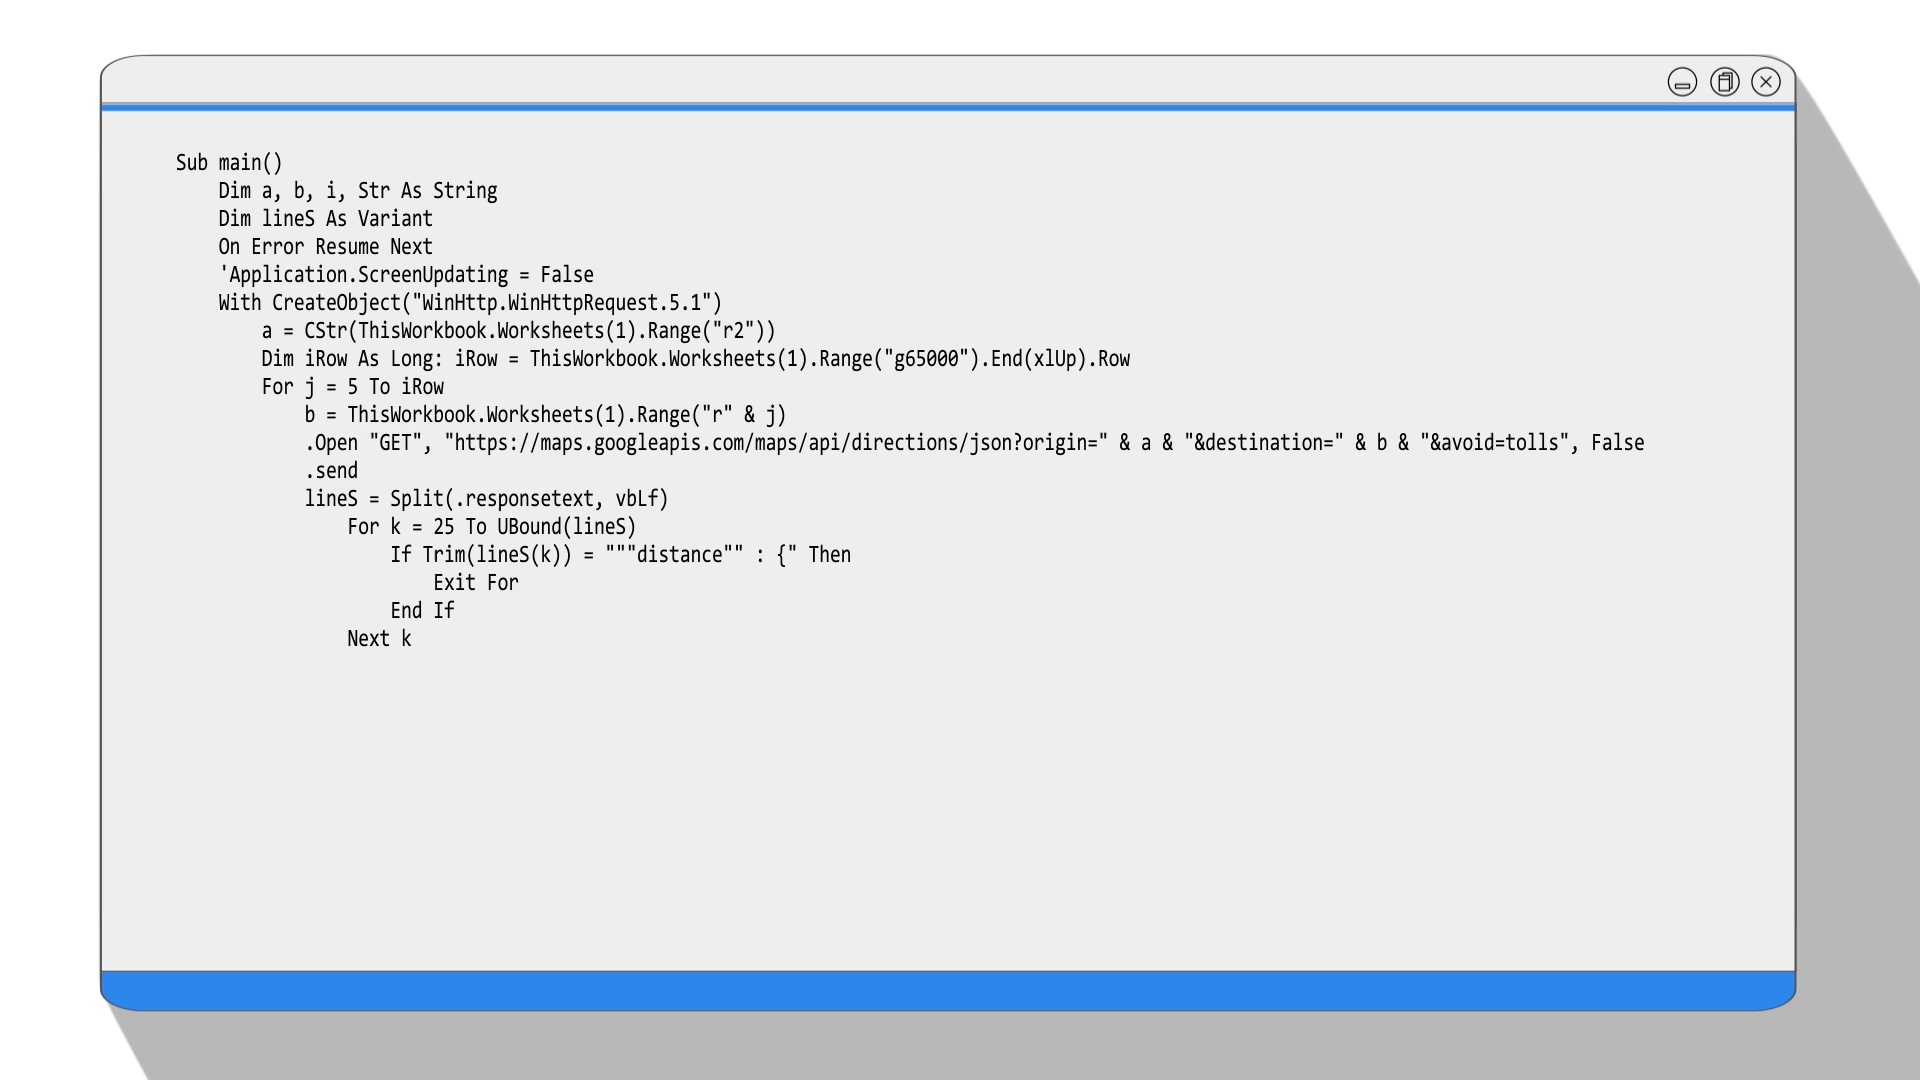 Sub main()
    Dim a, b, i, Str As String
    Dim lineS As Variant
    On Error Resume Next
    'Application.ScreenUpdating = False
    With CreateObject("WinHttp.WinHttpRequest.5.1")
        a = CStr(ThisWorkbook.Worksheets(1).Range("r2"))
        Dim iRow As Long: iRow = ThisWorkbook.Worksheets(1).Range("g65000").End(xlUp).Row
        For j = 5 To iRow
            b = ThisWorkbook.Worksheets(1).Range("r" & j)
            .Open "GET", "https://maps.googleapis.com/maps/api/directions/json?origin=" & a & "&destination=" & b & "&avoid=tolls", False
            .send
            lineS = Split(.responsetext, vbLf)
                For k = 25 To UBound(lineS)
                    If Trim(lineS(k)) = """distance"" : {" Then
                        Exit For
                    End If
                Next k